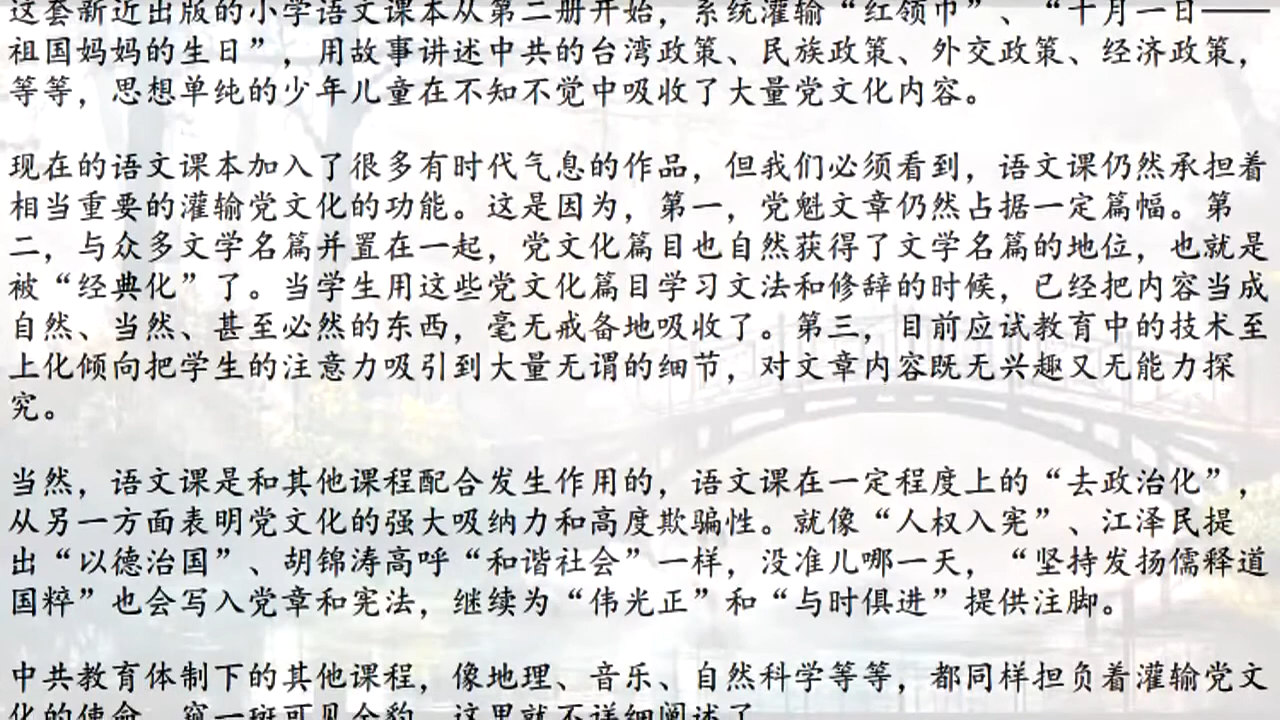 这套新近出版的小学语文课本从第二册开始，系统灌输“红领巾”、“十月一日——
祖国妈妈的生日”，用故事讲述中共的台湾政策、民族政策、外交政策、经济政策，
等等，思想单纯的少年儿童在不知不觉中吸收了大量党文化内容。
现在的语文课本加入了很多有时代气息的作品，但我们必须看到，语文课仍然承担着
相当重要的灌输党文化的功能。这是因为，第一，党魁文章仍然占据一定篇幅。第
二，与众多文学名篇并置在一起，党文化篇目也自然获得了文学名篇的地位，也就是
被“经典化”了。当学生用这些党文化篇目学习文法和修辞的时候，已经把内容当成
自然、当然、甚至必然的东西，毫无戒备地吸收了。第三，目前应试教育中的技术至
上化倾向把学生的注意力吸引到大量无谓的细节，对文章内容既无兴趣又无能力探
究。
当然，语文课是和其他课程配合发生作用的，语文课在一定程度上的“去政治化”，
从另一方面表明党文化的强大吸纳力和高度欺骗性。就像“人权入宪”、江泽民提
出“以德治国”、胡锦涛高呼“和谐社会”一样，没准儿哪一天，“坚持发扬儒释道
国粹”也会写入党章和宪法，继续为“伟光正”和“与时俱进”提供注脚。
中共教育体制下的其他课程，像地理、音乐、自然科学等等，都同样担负着灌输党文
化的使命，窥一斑可见全豹，这里就不详细阐述了